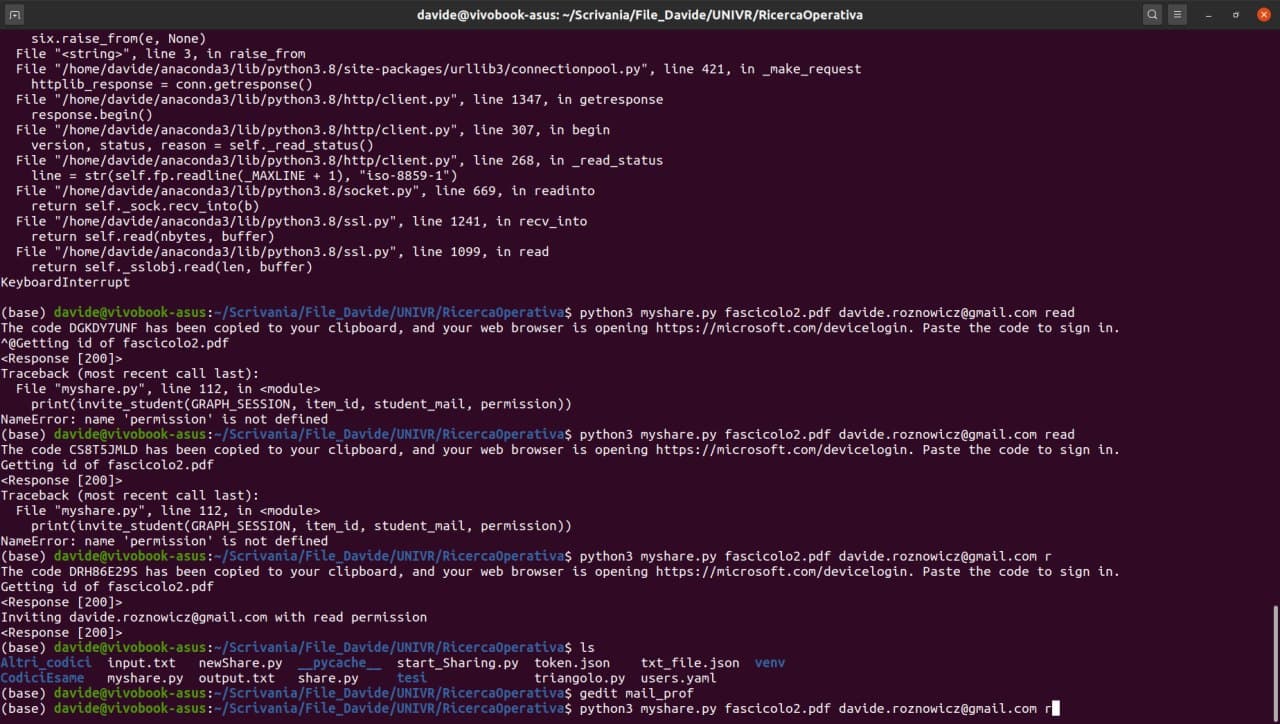 davide@vivobook-asus: ~/Scrivania/File_Davide/UNIVR/RicercaOperativa
six.raise_from(e, None)
File "<string>", line 3, in raise_from
File "/home/davide/anaconda3/lib/python3.8/site-packages/urllib3/connectionpool.py", line 421, in _make_request
httplib_response = conn.getresponse()
File "/home/davide/anaconda3/lib/python3.8/http/client.py", line 1347, in getresponse
response.begin()
File "/home/davide/anaconda3/lib/python3.8/http/client.py", line 307, in begin
version, status, reason = self._read_status()
File "/home/davide/anaconda3/lib/python3.8/http/client.py", line 268, in _read_status
line = str(self.fp.readline(_MAXLINE + 1), "iso-8859-1")
File "/home/davide/anaconda3/lib/python3.8/socket.py", line 669, in readinto
return self._sock.recv_into(b)
File "/home/davide/anaconda3/lib/python3.8/ssl.py", line 1241, in recv_into
return self.read(nbytes, buffer)
File "/home/davide/anaconda3/lib/python3.8/ssl.py", line 1099, in read
return self._sslobj.read(len, buffer)
KeyboardInterrupt
(base) davide@vivobook-asus:~/Scrivania/File_Davide/UNIVR/RicercaOperativa$ python3 myshare.py fascicolo2.pdf davide.roznowicz@gmail.com read
The code DGKDY7UNF has been copied to your clipboard, and your web browser is opening https://microsoft.com/devicelogin. Paste the code to sign in.
^@Getting id of fascicolo2.pdf
<Response [200]>
Traceback (most recent call last):
File "myshare.py", line 112, in <module>
print(invite_student(GRAPH_SESSION, item_id, student_mail, permission))
NameError: name 'permission' is not defined
(base) davide@vivobook-asus:~/Scrivania/File_Davide/UNIVR/RicercaOperativa$ python3 myshare.py fascicolo2.pdf davide.roznowicz@gmail.com read
The code CS8T5JMLD has been copied to your clipboard, and your web browser is opening https://microsoft.com/devicelogin. Paste the code to sign in.
Getting id of fascicolo2.pdf
<Response [200]>
Traceback (most recent call last):
File "myshare.py", line 112, in <module>
print(invite_student(GRAPH_SESSION, item_id, student_mail, permission))
NameError: name 'permission' is not defined
(base) davide@vivobook-asus:~/Scrivania/File_Davide/UNIVR/RicercaOperativa$ python3 myshare.py fascicolo2.pdf davide.roznowicz@gmail.com r
The code DRH86E29S has been copied to your clipboard, and your web browser is opening https://microsoft.com/devicelogin. Paste the code to sign in.
Getting id of fascicolo2.pdf
<Response [200]>
Inviting davide.roznowicz@gmail.com with read permission
<Response [200]>
(base) davide@vivobook-asus:~/Scrivania/File_Davide/UNIVR/RicercaOperativa$ ls
Altri_codici input.txt newShare.py __pycache__ start_Sharing.py token.json txt_file.json venv
CodiciEsame myshare.py output.txt share.py tesi triangolo.py users.yaml
(base) davide@vivobook-asus:~/Scrivania/File_Davide/UNIVR/RicercaOperativa$ gedit mail_prof
(base) davide@vivobook-asus:~/Scrivania/File_Davide/UNIVR/RicercaOperativa$ python3 myshare.py fascicolo2.pdf davide.roznowicz@gmail.com r